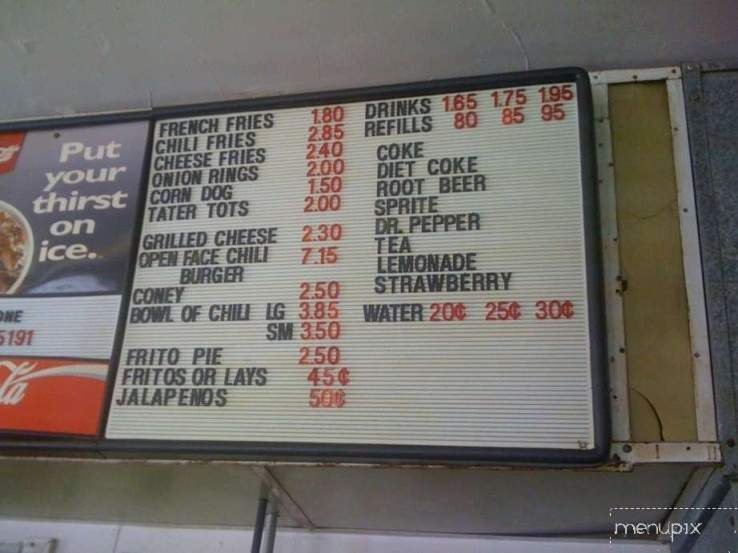 Put
your
thirst
on
ice.
ONE
5191
FRENCH FRIES 1.80
CHILI FRIES 2.85
CHEESE FRIES 2.40
ONION RINGS 2.00
CORN DOG 1.50
TATER TOTS 2.00
GRILLED CHEESE 2.30
OPEN FACE CHILI 7.15
BURGER
CONEY 2.50
BOWL OF CHILI LG 3.85
SM 3.50
FRITO PIE 2.50
FRITOS OR LAYS 45¢
JALAPENOS 50¢
DRINKS 1.65 1.75 1.95
REFILLS 80 85 95
COKE
DIET COKE
ROOT BEER
SPRITE
DR. PEPPER
TEA
LEMONADE
STRAWBERRY
WATER 20¢ 25¢ 30¢
menupix